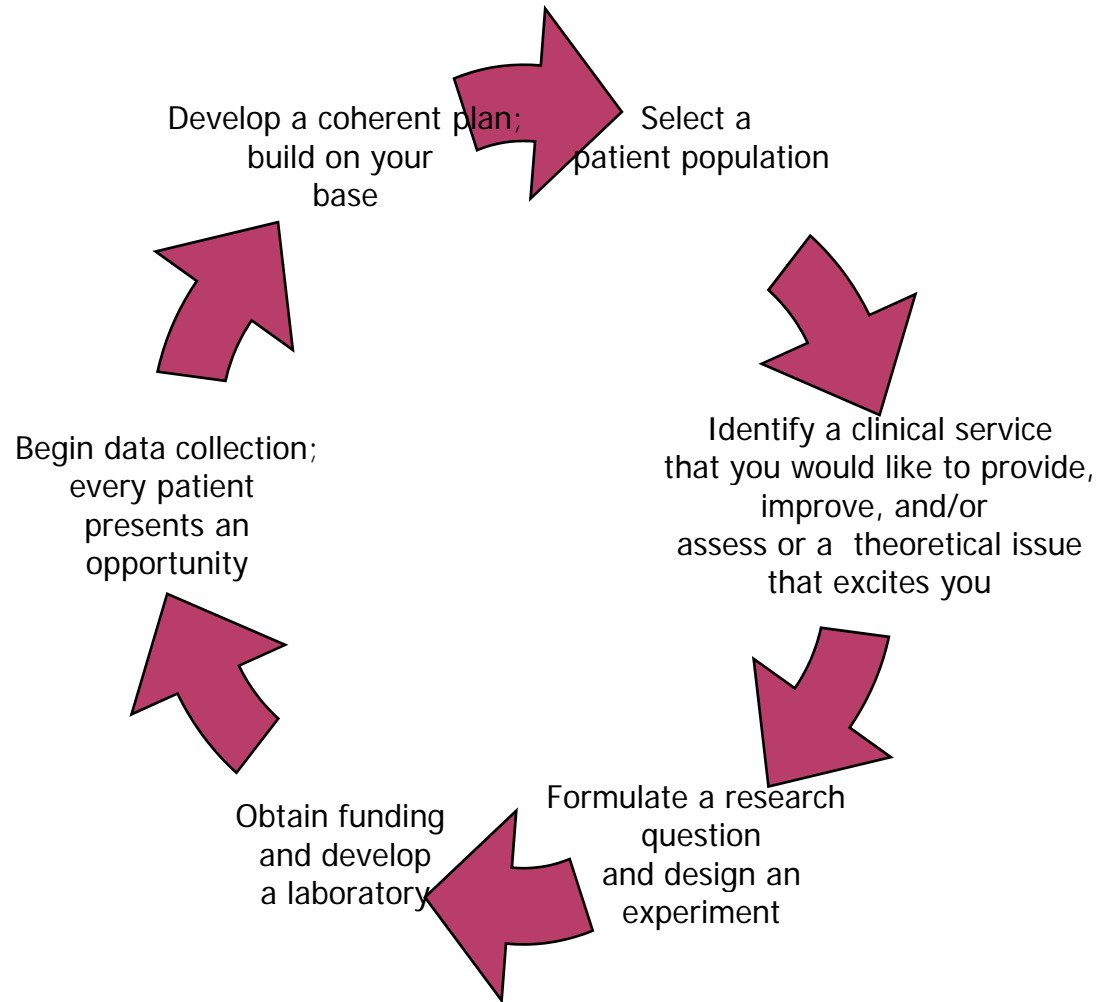 Develop a coherent plan;
build on your
base
Select a
patient population
Identify a clinical service
that you would like to provide,
improve, and/or
assess or a theoretical issue
that excites you
Formulate a research
question
and design an
experiment
Obtain funding
and develop
a laboratory
Begin data collection;
every patient
presents an
opportunity